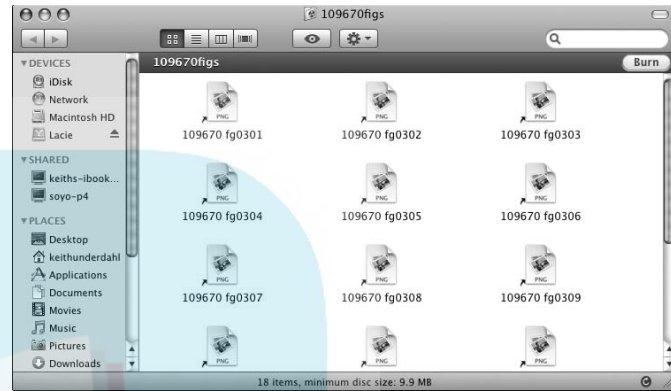 109670figs
DEVICES
iDisk
Network
Macintosh HD
Lacie
SHARED
keiths-ibook...
soyo-p4
PLACES
Desktop
keithunderdahl
Applications
Documents
Movies
Music
Pictures
Downloads
109670figs Burn
PNG PNG PNG
109670 fg0301 109670 fg0302 109670 fg0303
PNG PNG PNG
109670 fg0304 109670 fg0305 109670 fg0306
PNG PNG PNG
109670 fg0307 109670 fg0308 109670 fg0309
PNG PNG PNG
18 items, minimum disc size: 9.9 MB